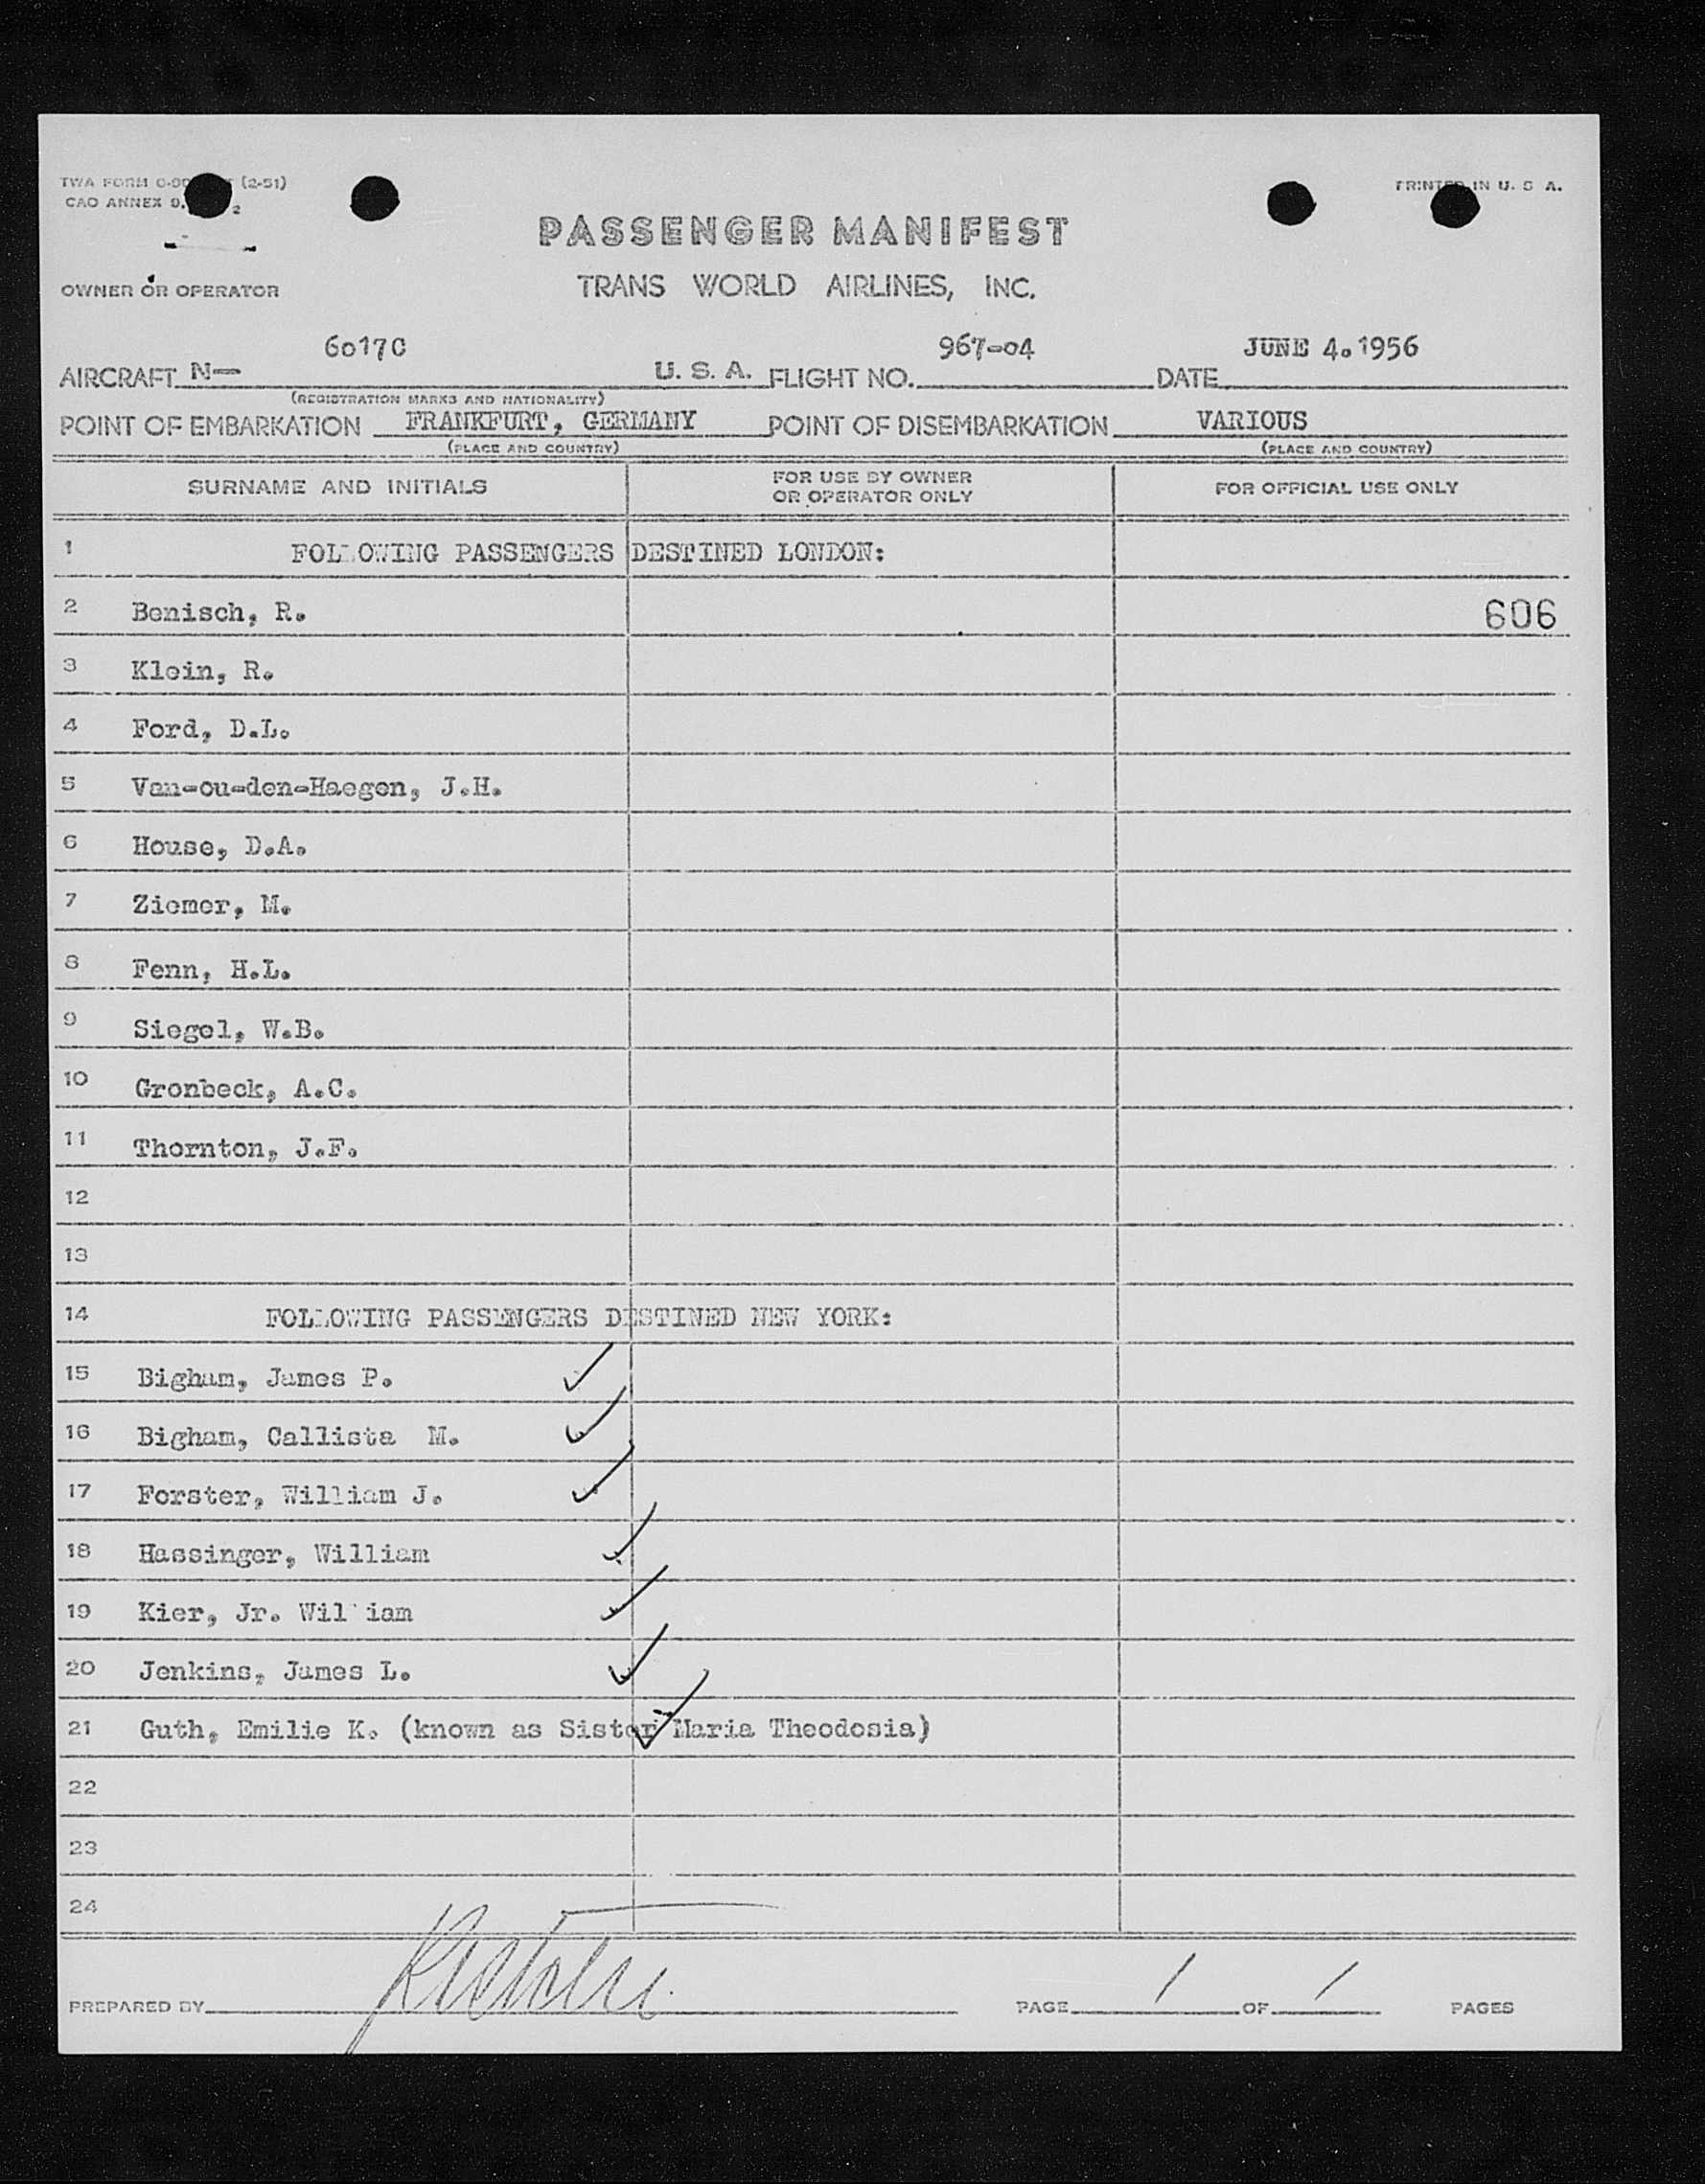 TWA FORM (2-51) PRINTED IN U. S. A.
CAO ANNEX 9,
PASSENGER MANIFEST
OWNER OR OPERATOR TRANS WORLD AIRLINES, INC.
6017C 967-04 JUNE 4. 1956
AIRCRAFT N— U. S. A. FLIGHT NO. DATE
(REGISTRATION MARKS AND NATIONALITY)
POINT OF EMBARKATION FRANKFURT, GERMANY POINT OF DISEMBARKATION VARIOUS
(PLACE AND COUNTRY) (PLACE AND COUNTRY)
SURNAME AND INITIALS FOR USE BY OWNER OR OPERATOR ONLY FOR OFFICIAL USE ONLY
1 FOLLOWING PASSENGERS DESTINED LONDON:
2 Benisch, R. 606
3 Klein, R.
4 Ford, D.L.
5 Van-ou-den-Haegen, J.H.
6 House, D.A.
7 Ziemer, M.
8 Fenn, H.L.
9 Siegel, W.B.
10 Gronbeck, A.C.
11 Thornton, J.F.
12
13
14 FOLLOWING PASSENGERS DESTINED NEW YORK:
15 Bigham, James P.
16 Bigham, Callista M.
17 Forster, William J.
18 Hassinger, William
19 Kier, Jr. William
20 Jenkins, James L.
21 Guth, Emilie K. (known as Sister Maria Theodosia)
22
23
24
PREPARED BY PAGE 1 OF 1 PAGES